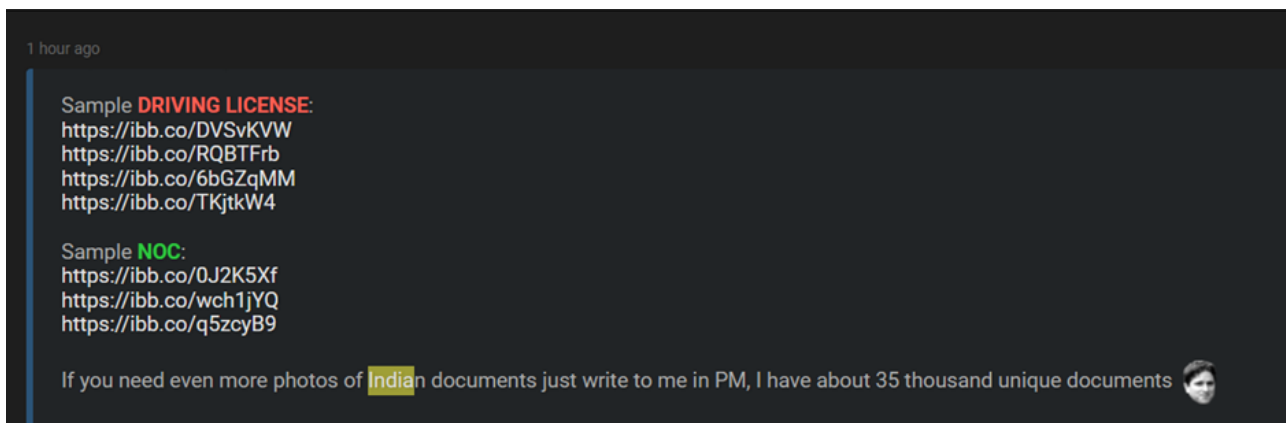 1 hour ago
Sample DRIVING LICENSE:
https://ibb.co/DVSvKVW
https://ibb.co/RQBTFrb
https://ibb.co/6bGZqMM
https://ibb.co/TKjtkW4
Sample NOC:
https://ibb.co/0J2K5Xf
https://ibb.co/wch1jYQ
https://ibb.co/q5zcyB9
If you need even more photos of Indian documents just write to me in PM, I have about 35 thousand unique documents